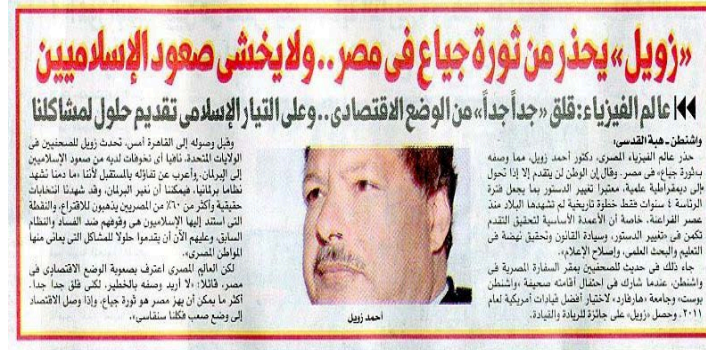 «زويل» يحذر من ثورة جياع فى مصر.. ولا يخشى صعود الإسلاميين
عالم الفيزياء: قلق «جداً جداً» من الوضع الاقتصادى.. وعلى التيار الإسلامى تقديم حلول لمشاكلنا
واشنطن ـ هبة القدسى:
حذر عالم الفيزياء المصرى، دكتور أحمد زويل، مما وصفه
بـ«ثورة جياع» فى مصر. وقال إن الوطن لن يتقدم إلا إذا تحول
إلى ديمقراطية علمية، معتبرا تغيير الدستور بما يجعل فترة
الرئاسة ٤ سنوات فقط خطوة تاريخية لم تشهدها البلاد منذ
عصر الفراعنة. خاصة أن الأعمدة الأساسية لتحقيق التقدم
تكمن فى «تغيير الدستور، وسيادة القانون وتحقيق نهضة فى
التعليم والبحث العلمى، وإصلاح الإعلام».
جاء ذلك فى حديث للصحفيين بمقر السفارة المصرية فى
واشنطن، عندما شارك فى احتفال أقامته صحيفة «واشنطن
بوست» وجامعة «هارفارد» لاختيار أفضل قيادات أمريكية لعام
٢٠١١. وحصل «زويل» على جائزة للريادة والقيادة.
أحمد زويل
وقبل وصوله إلى القاهرة أمس، تحدث زويل للصحفيين فى
الولايات المتحدة، نافيا أى تخوفات لديه من صعود الإسلاميين
إلى البرلمان. وأعرب عن تفاؤله بالمستقبل لأننا «ما دمنا نشهد
نظاما برلمانيا، فيمكننا أن نغير البرلمان، وقد شهدنا انتخابات
حقيقية وأكثر من ٦٠٪ من المصريين يذهبون للاقتراع، والنقطة
التى استند إليها الإسلاميون هى وقوفهم ضد الفساد والنظام
السابق، وعليهم الآن أن يقدموا حلولا للمشاكل التى يعانى منها
المواطن المصرى».
لكن العالم المصرى اعترف بصعوبة الوضع الاقتصادى فى
مصر، قائلا: «لا أريد وصفه بالخطير، لكنى قلق جدا جدا.
أكثر ما يمكن أن يهز مصر هو ثورة جياع، وإذا وصل الاقتصاد
إلى وضع صعب فكلنا سنقاسى».